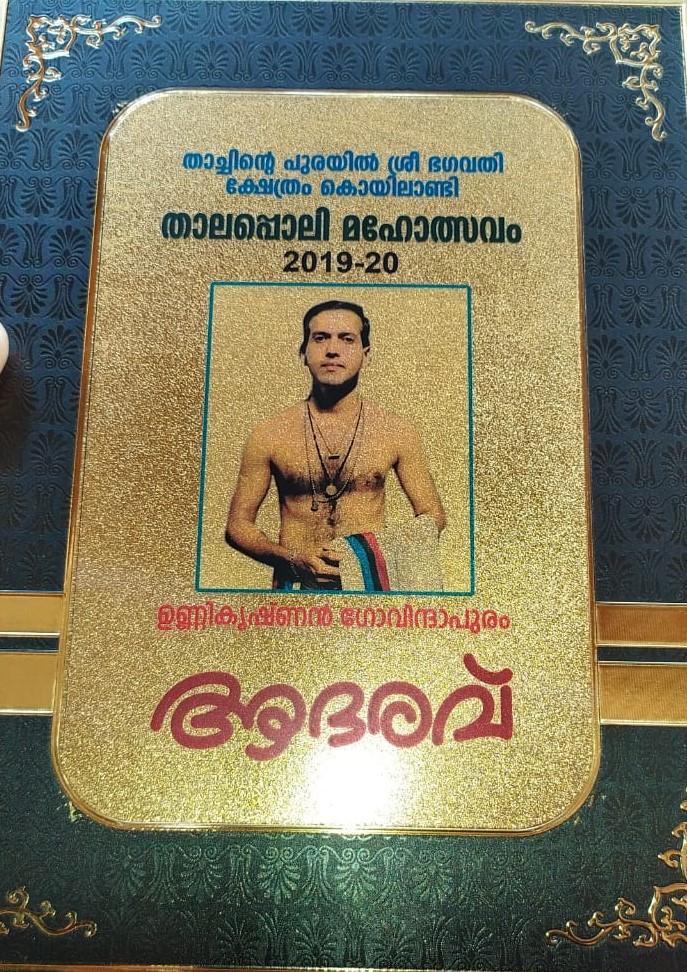 താച്ചിന്റെ പുരയിൽ ശ്രീ ഭഗവതി
ക്ഷേത്രം കൊയിലാണ്ടി
താലപ്പൊലി മഹോത്സവം
2019-20
ഉണ്ണികൃഷ്ണൻ ഗോവിന്ദാപുരം
ആദരവ്